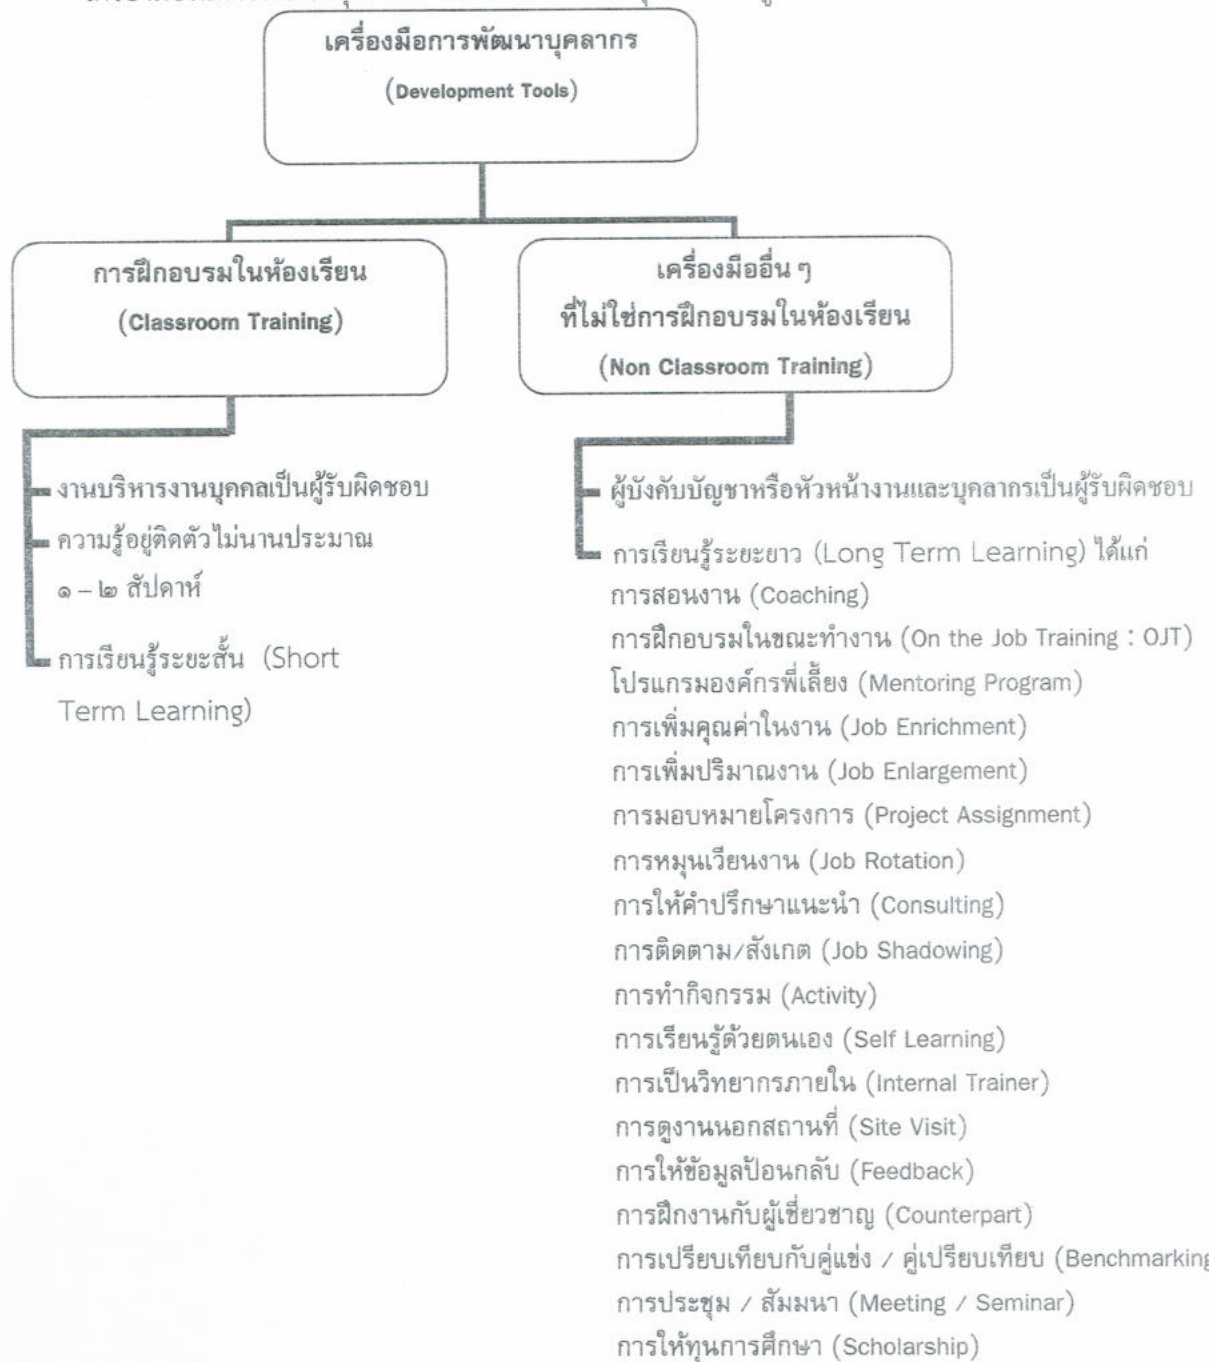 เครื่องมือการพัฒนาบุคลากร
(Development Tools)
การฝึกอบรมในห้องเรียน
(Classroom Training)
เครื่องมืออื่น ๆ
ที่ไม่ใช่การฝึกอบรมในห้องเรียน
(Non Classroom Training)
งานบริหารงานบุคคลเป็นผู้รับผิดชอบ
ความรู้อยู่ติดตัวไม่นานประมาณ
๑ – ๒ สัปดาห์
การเรียนรู้ระยะสั้น (Short
Term Learning)
ผู้บังคับบัญชาหรือหัวหน้างานและบุคลากรเป็นผู้รับผิดชอบ
การเรียนรู้ระยะยาว (Long Term Learning) ได้แก่
การสอนงาน (Coaching)
การฝึกอบรมในขณะทำงาน (On the Job Training : OJT)
โปรแกรมองค์กรพี่เลี้ยง (Mentoring Program)
การเพิ่มคุณค่าในงาน (Job Enrichment)
การเพิ่มปริมาณงาน (Job Enlargement)
การมอบหมายโครงการ (Project Assignment)
การหมุนเวียนงาน (Job Rotation)
การให้คำปรึกษาแนะนำ (Consulting)
การติดตาม/สังเกต (Job Shadowing)
การทำกิจกรรม (Activity)
การเรียนรู้ด้วยตนเอง (Self Learning)
การเป็นวิทยากรภายใน (Internal Trainer)
การดูงานนอกสถานที่ (Site Visit)
การให้ข้อมูลป้อนกลับ (Feedback)
การฝึกงานกับผู้เชี่ยวชาญ (Counterpart)
การเปรียบเทียบกับคู่แข่ง / คู่เปรียบเทียบ (Benchmarking
การประชุม / สัมมนา (Meeting / Seminar)
การให้ทุนการศึกษา (Scholarship)